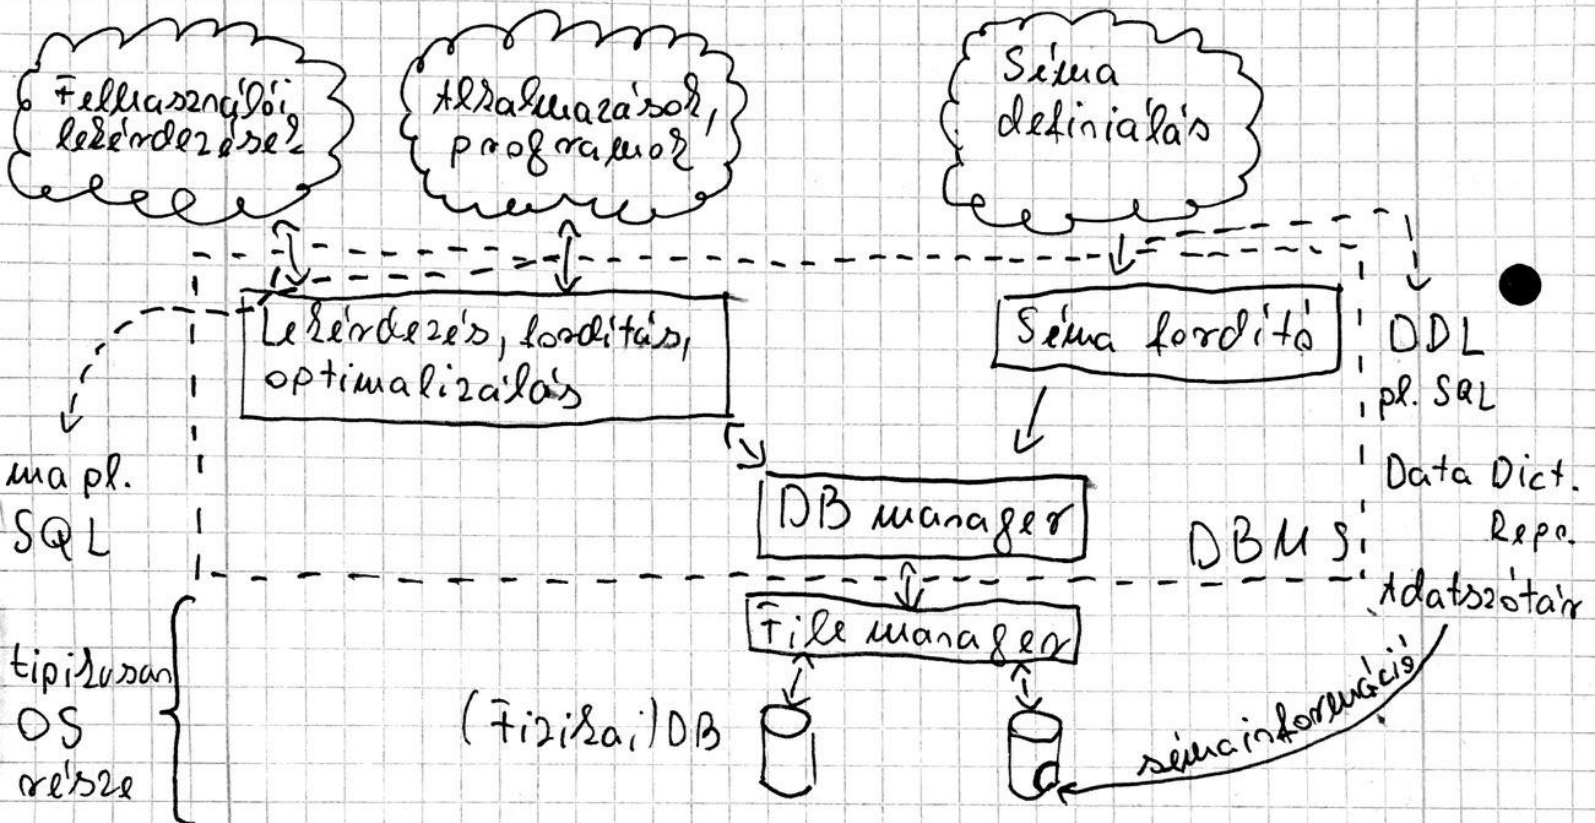 Felhasználói
lekérdezések
Alkalmazások,
programok
Séma
definiálás
Lekérdezés, fordítás,
optimalizálás
Séma fordító
DDL
pl. SQL
ma pl.
SQL
DB manager
DBMS
Data Dict.
Repo.
Adatszótár
File manager
tipikusan
OS
része
(Fizikai) DB
sémainformáció